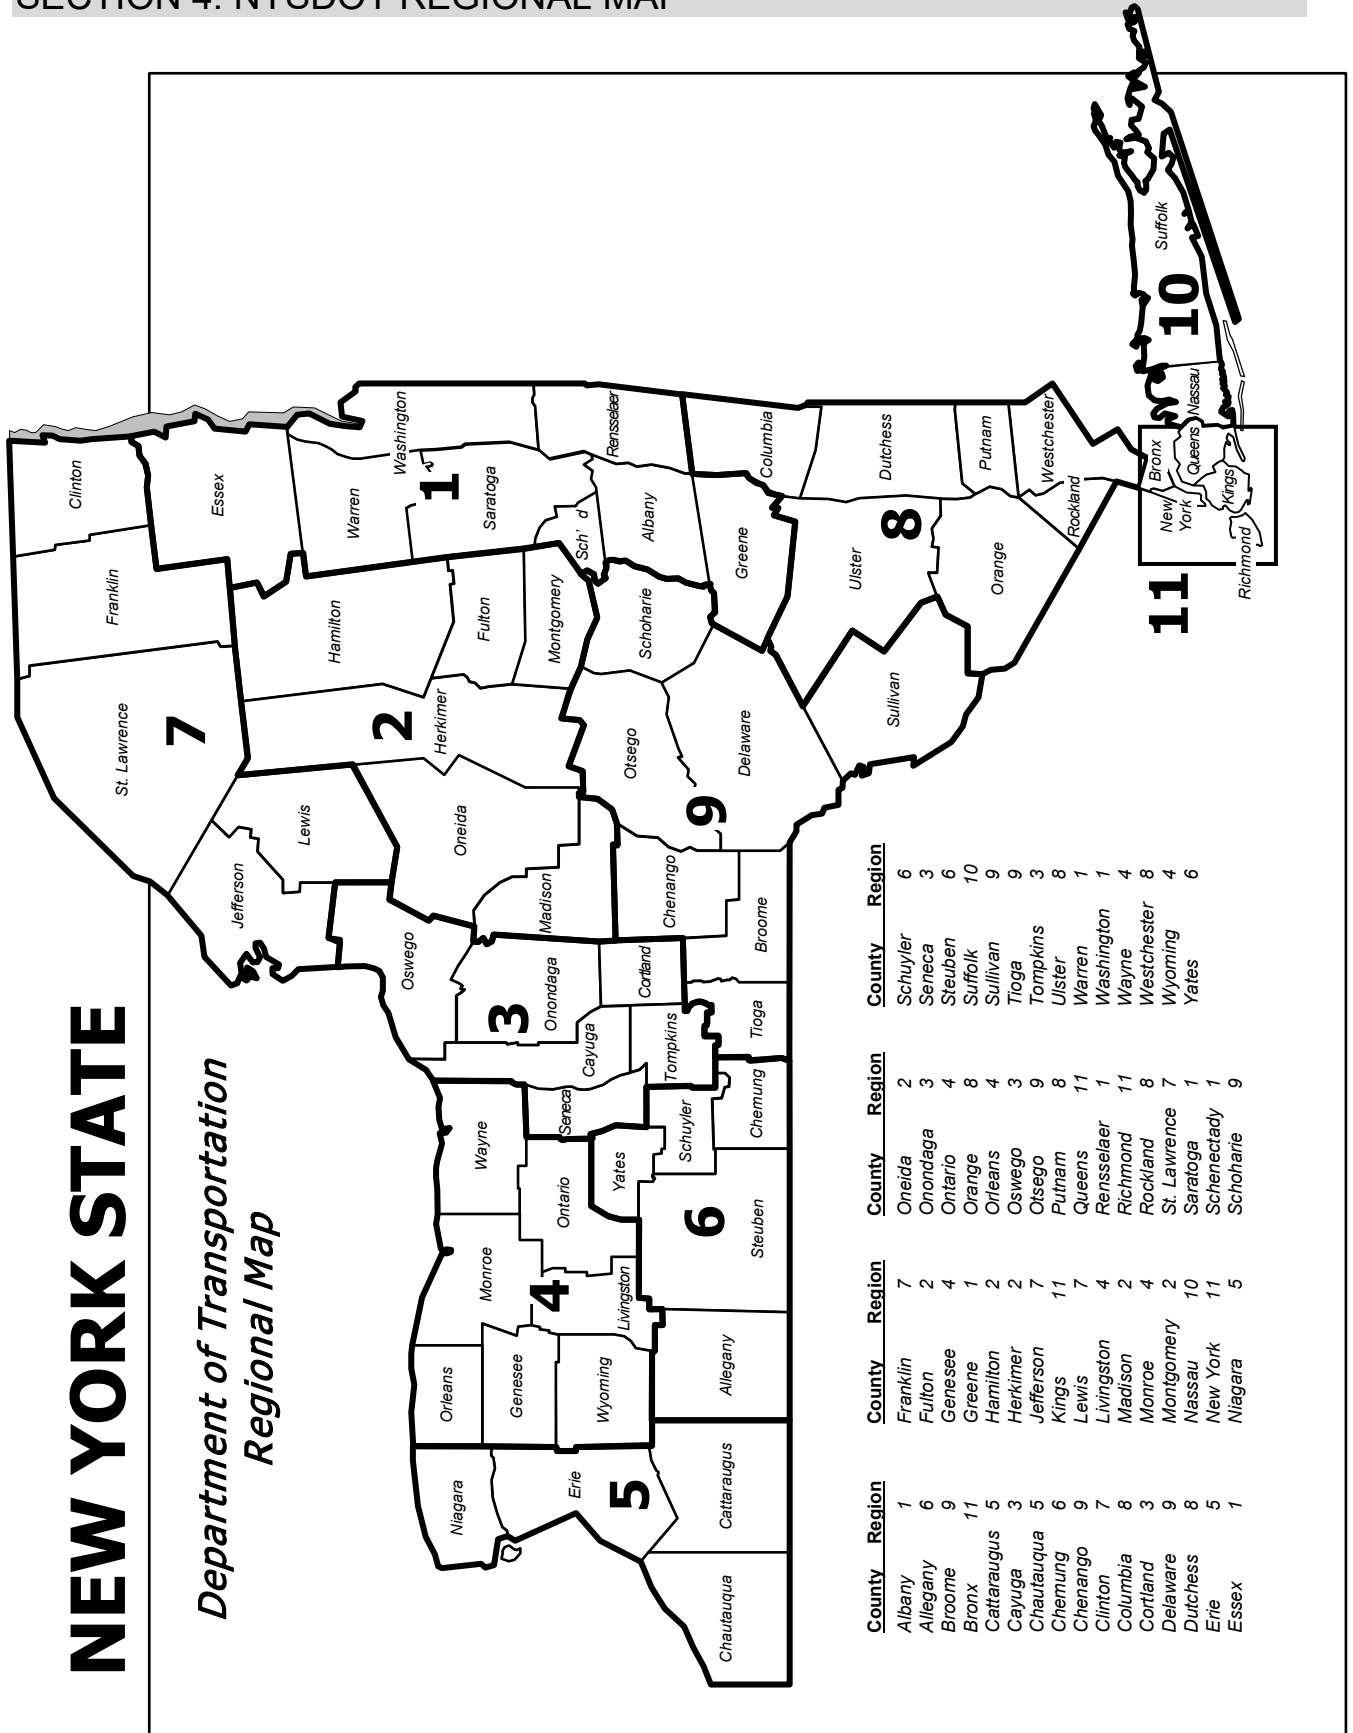 SECTION 4: NYSDOT REGIONAL MAP
NEW YORK STATE
Department of Transportation
Regional Map
Clinton
Franklin
St. Lawrence
7
Essex
Jefferson
Lewis
Hamilton
Warren
Washington
1
2
Herkimer
Oswego
Oneida
Fulton
Saratoga
Niagara
Orleans
Monroe
Wayne
3
Onondaga
Madison
Montgomery
Sch' d
Rensselaer
Genesee
4
Ontario
Seneca
Cayuga
Erie
5
Wyoming
Livingston
Yates
Cortland
Chenango
Otsego
Schoharie
Albany
6
Schuyler
Tompkins
9
Chautauqua
Cattaraugus
Allegany
Steuben
Chemung
Tioga
Broome
Delaware
Greene
Columbia
Ulster
8
Dutchess
Sullivan
Orange
Putnam
Rockland
Westchester
11
New
York
Bronx
Queens
Kings
Richmond
Nassau
10
Suffolk
County Region
Albany 1
Allegany 6
Broome 9
Bronx 11
Cattaraugus 5
Cayuga 3
Chautauqua 5
Chemung 6
Chenango 9
Clinton 7
Columbia 8
Cortland 3
Delaware 9
Dutchess 8
Erie 5
Essex 1
County Region
Franklin 7
Fulton 2
Genesee 4
Greene 1
Hamilton 2
Herkimer 2
Jefferson 7
Kings 11
Lewis 7
Livingston 4
Madison 2
Monroe 4
Montgomery 2
Nassau 10
New York 11
Niagara 5
County Region
Oneida 2
Onondaga 3
Ontario 4
Orange 8
Orleans 4
Oswego 3
Otsego 9
Putnam 8
Queens 11
Rensselaer 1
Richmond 11
Rockland 8
St. Lawrence 7
Saratoga 1
Schenectady 1
Schoharie 9
County Region
Schuyler 6
Seneca 3
Steuben 6
Suffolk 10
Sullivan 9
Tioga 9
Tompkins 3
Ulster 8
Warren 1
Washington 1
Wayne 4
Westchester 8
Wyoming 4
Yates 6